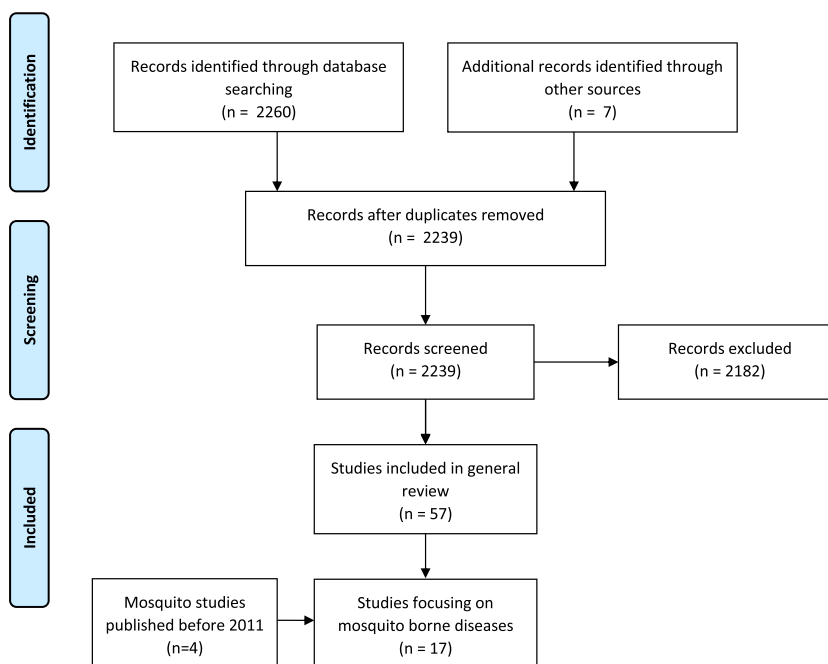 Identification
Records identified through database
searching
(n = 2260)
Additional records identified through
other sources
(n = 7)
Records after duplicates removed
(n = 2239)
Screening
Records screened
(n = 2239)
Records excluded
(n = 2182)
Included
Studies included in general
review
(n = 57)
Mosquito studies
published before 2011
(n=4)
Studies focusing on
mosquito borne diseases
(n = 17)